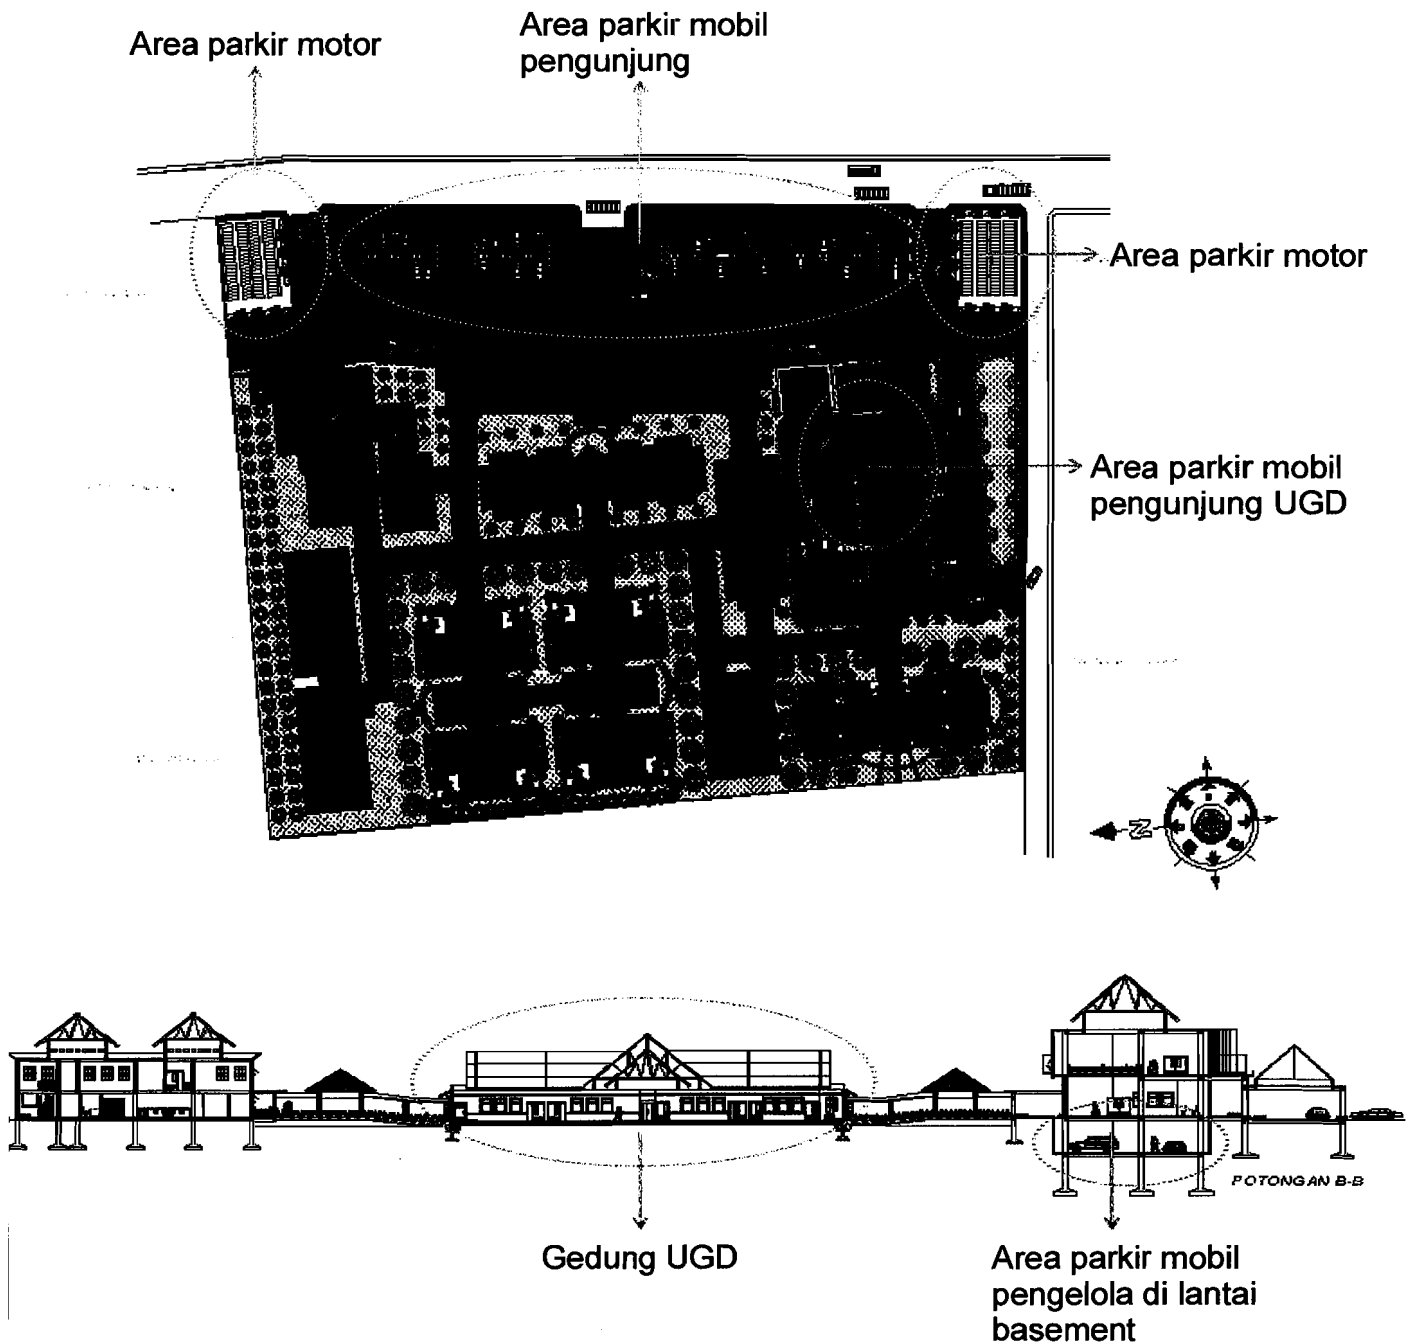 Area parkir motor
Area parkir mobil
pengunjung
Area parkir motor
Area parkir mobil
pengunjung UGD
N
POTONGAN B-B
Gedung UGD
Area parkir mobil
pengelola di lantai
basement